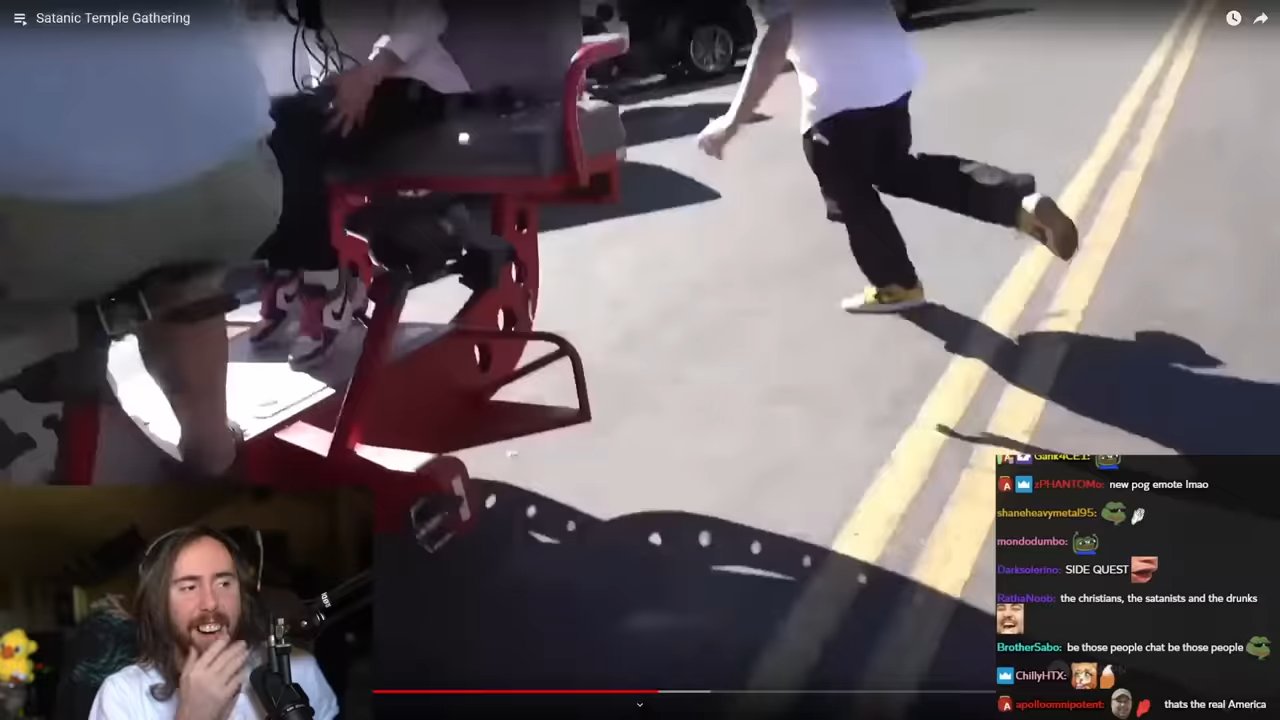 Satanic Temple Gathering
Gank4CE1:
zPHANTOMo: new pog emote lmao
shaneheavymetal95:
mondodumbo:
Darksolerino: SIDE QUEST
RathaNoob: the christians, the satanists and the drunks
BrotherSabo: be those people chat be those people
ChillyHTX:
apolloomnipotent: thats the real America